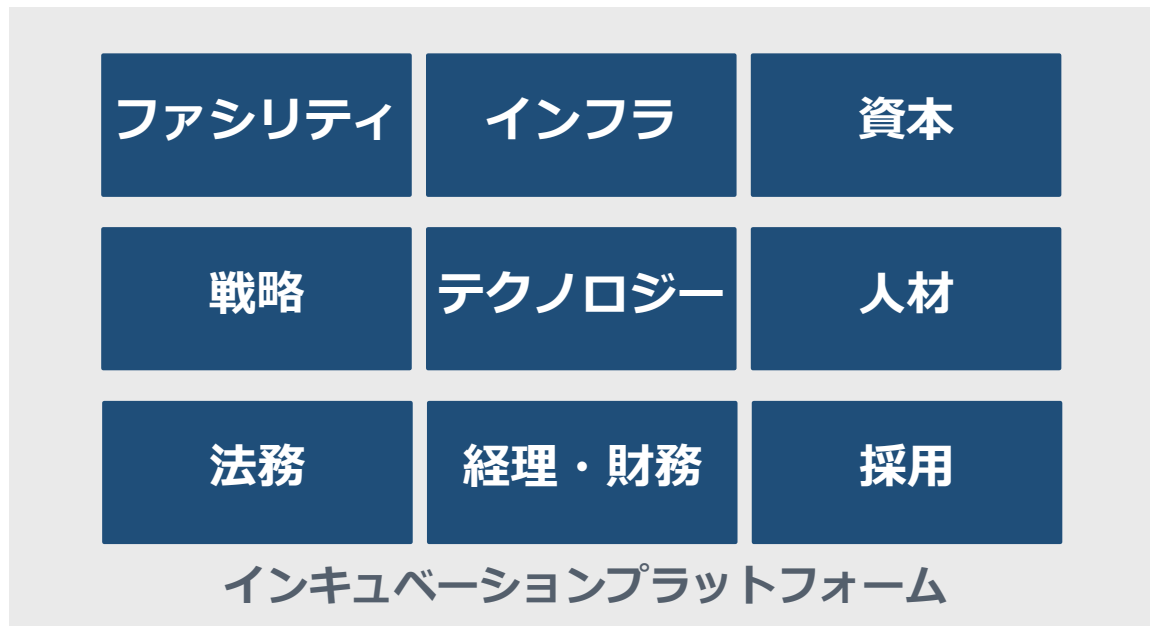 ファシリティ
インフラ
資本
戦略
テクノロジー
人材
法務
経理・財務
採用
インキュベーションプラットフォーム